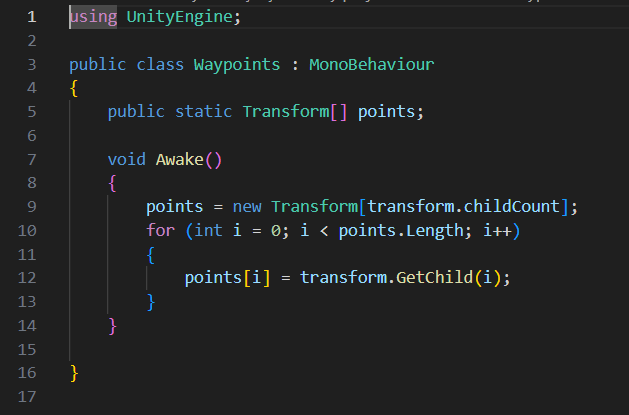 1 using UnityEngine;
2
3 public class Waypoints : MonoBehaviour
4 {
5     public static Transform[] points;
6
7     void Awake()
8     {
9         points = new Transform[transform.childCount];
10         for (int i = 0; i < points.Length; i++)
11         {
12             points[i] = transform.GetChild(i);
13         }
14     }
15
16 }
17